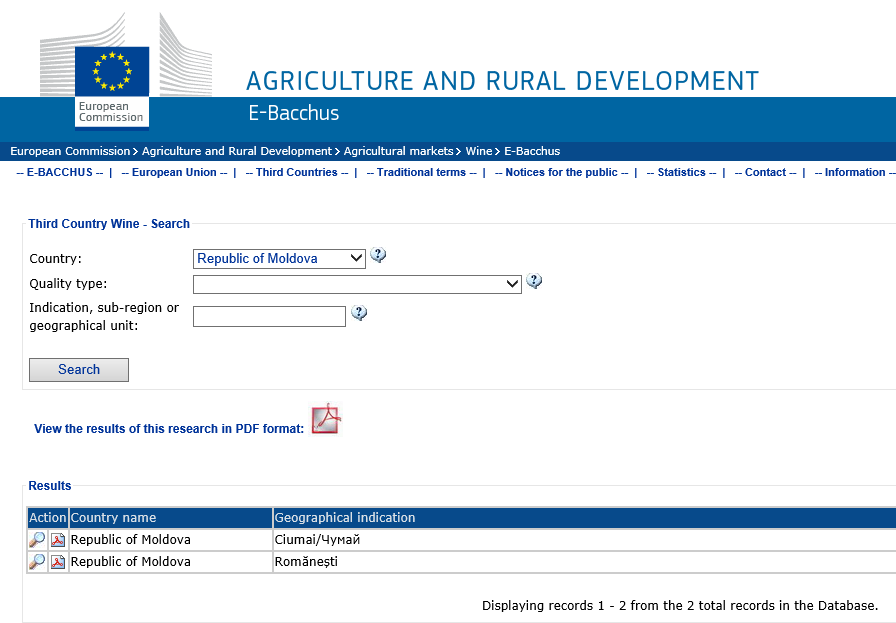 European
Commission
AGRICULTURE AND RURAL DEVELOPMENT
E-Bacchus
European Commission > Agriculture and Rural Development > Agricultural markets > Wine > E-Bacchus
-- E-BACCHUS -- | -- European Union -- | -- Third Countries -- | -- Traditional terms -- | -- Notices for the public -- | -- Statistics -- | -- Contact -- | -- Information --
Third Country Wine - Search
Country: Republic of Moldova ?
Quality type: ?
Indication, sub-region or
geographical unit: ?
Search
View the results of this research in PDF format:
Results
Action Country name Geographical indication
Republic of Moldova Ciumai/Чумай
Republic of Moldova Românești
Displaying records 1 - 2 from the 2 total records in the Database.